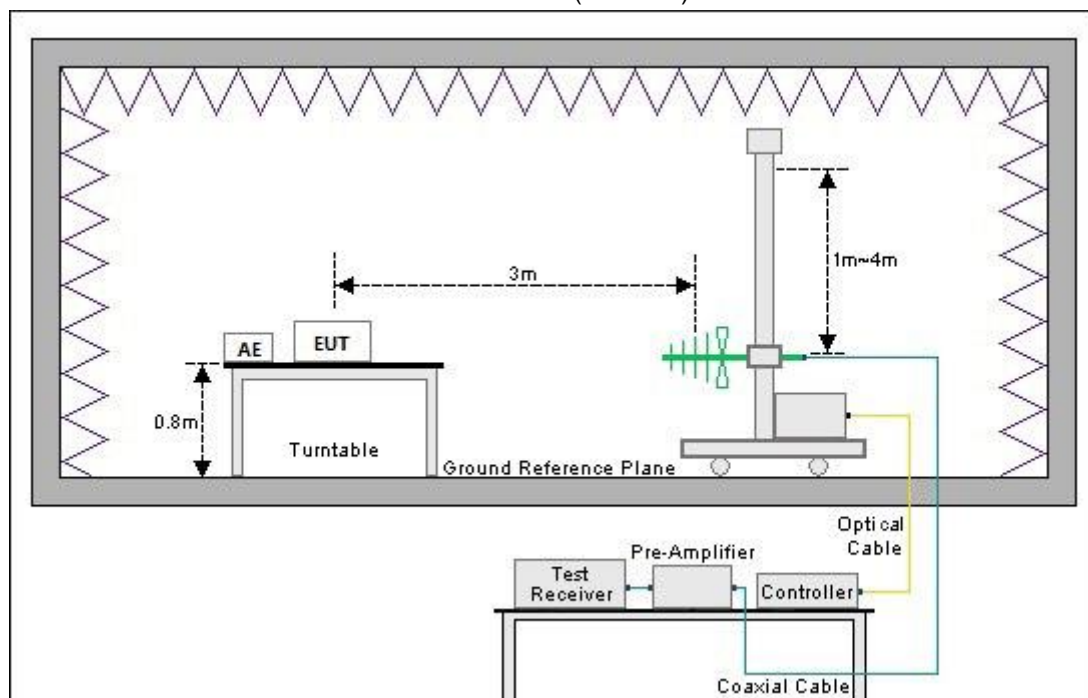 3m
1m~4m
AE
EUT
0.8m
Turntable
Ground Reference Plane
Optical
Cable
Pre-Amplifier
Test
Receiver
Controller
Coaxial Cable